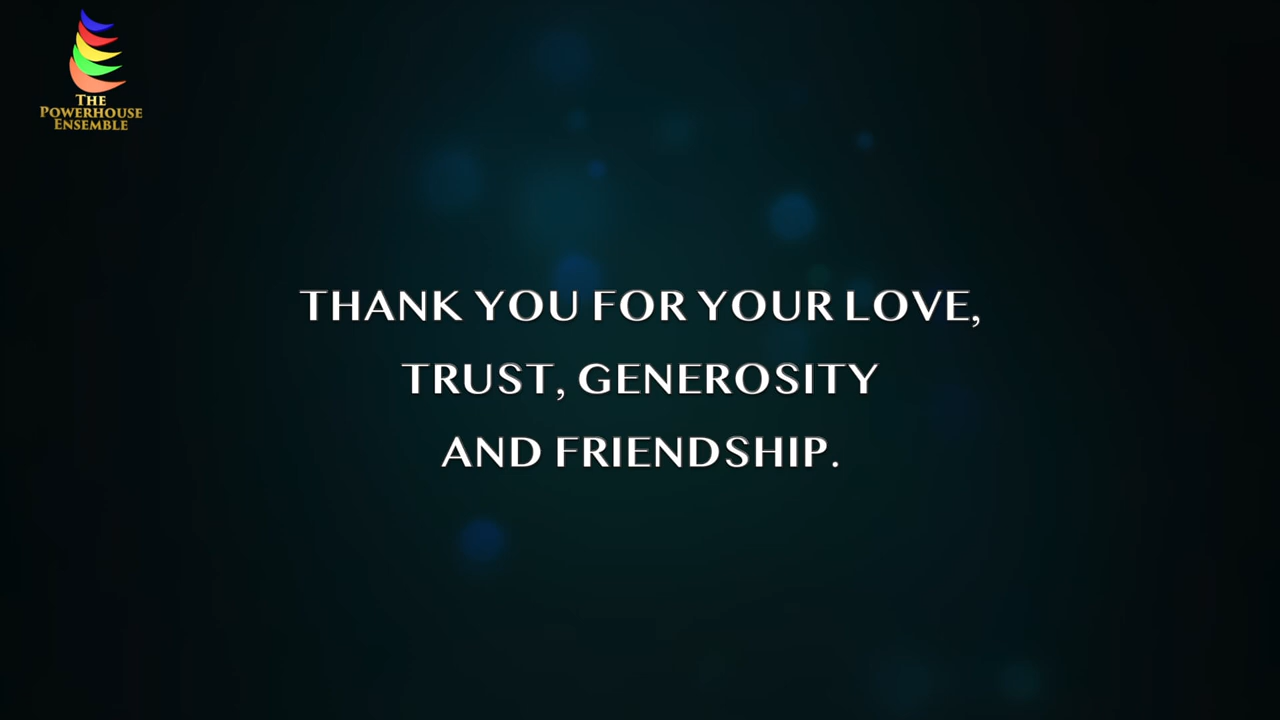 THE
POWERHOUSE
ENSEMBLE
THANK YOU FOR YOUR LOVE,
TRUST, GENEROSITY
AND FRIENDSHIP.